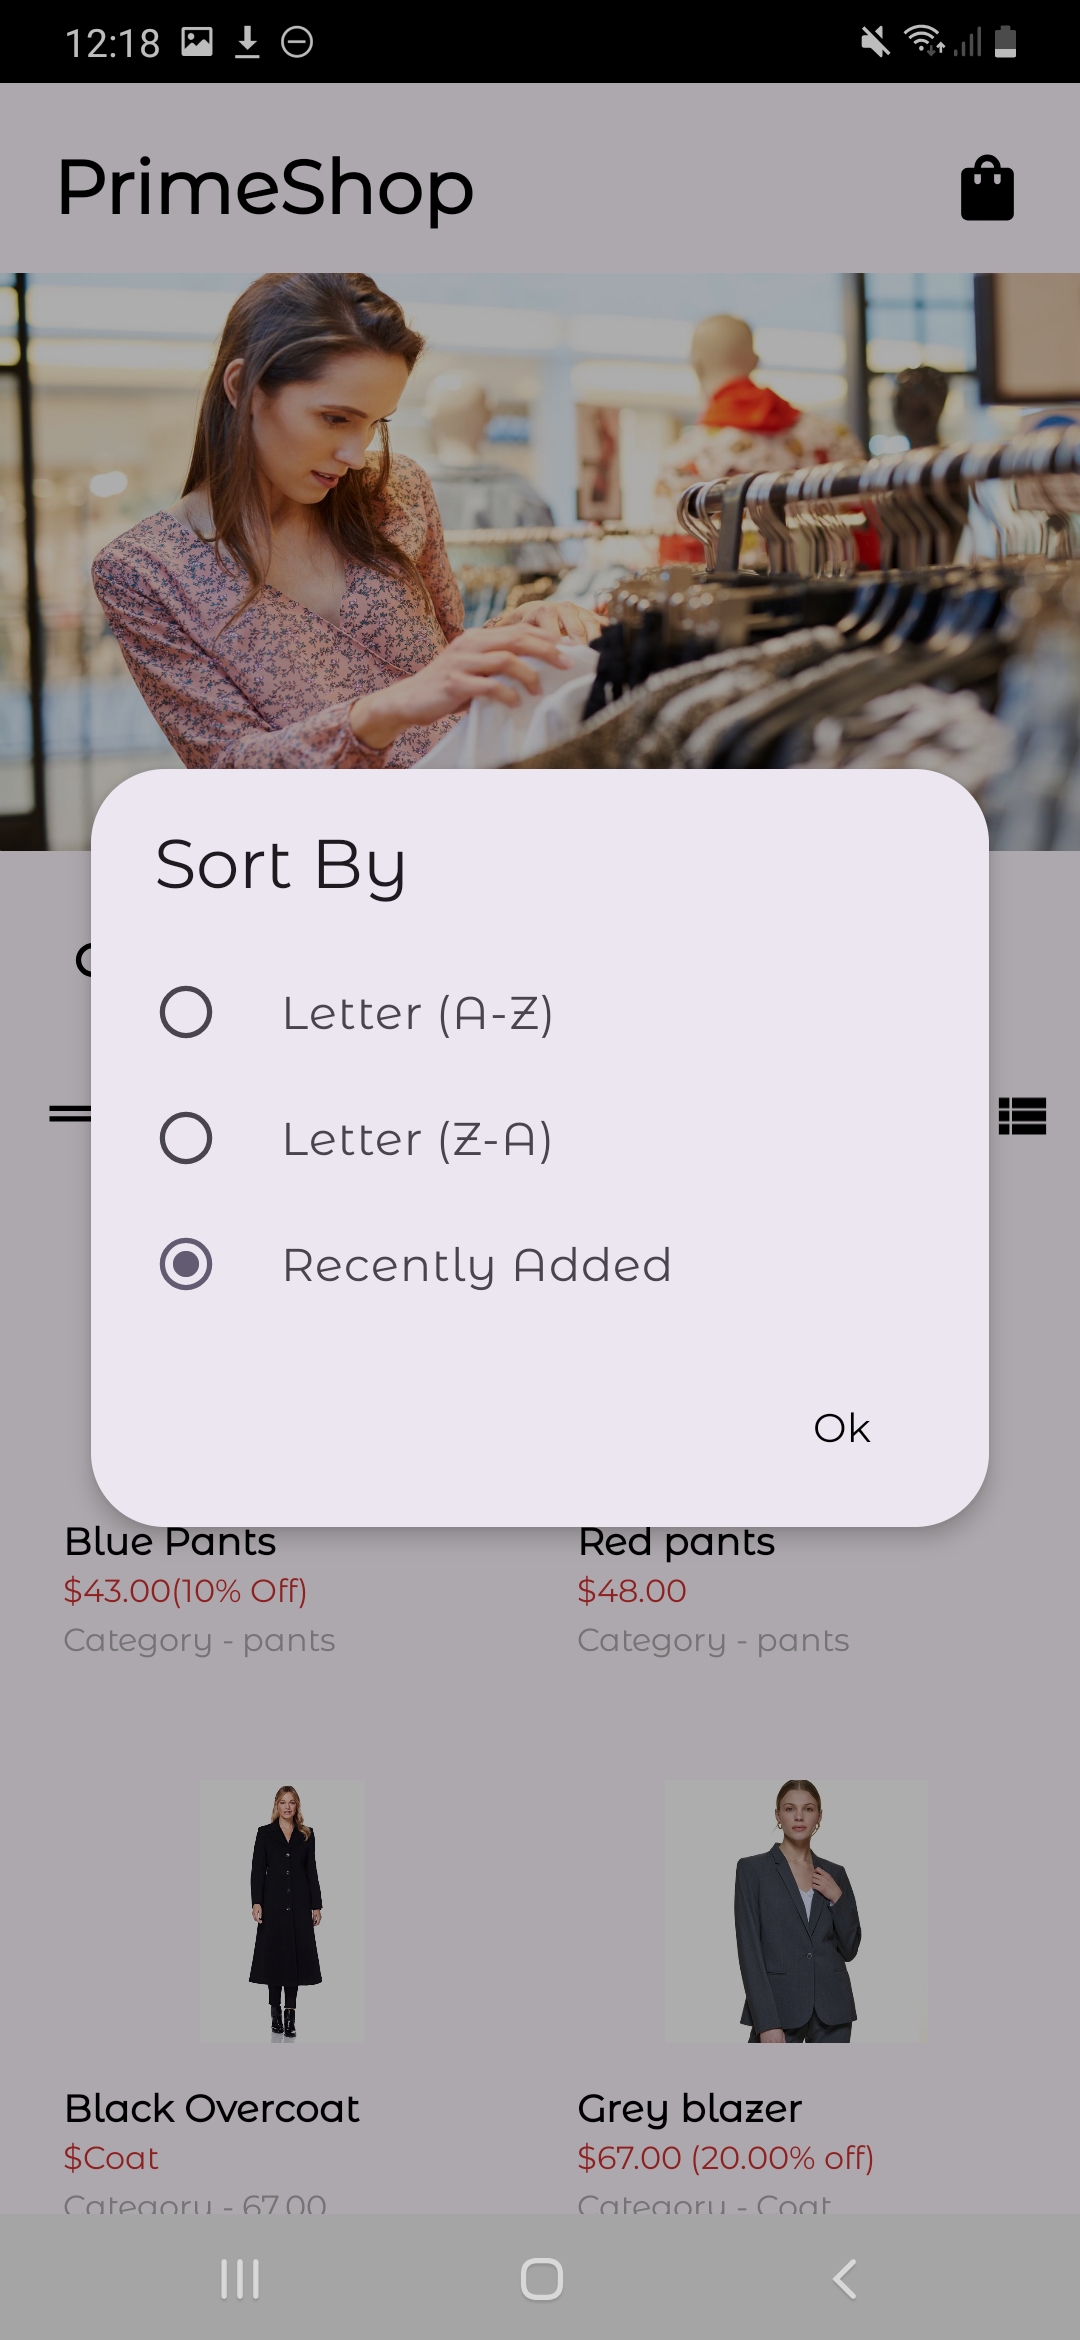 12:18
PrimeShop
Sort By
Letter (A-Z)
Letter (Z-A)
Recently Added
Ok
Blue Pants
$43.00(10% Off)
Category - pants
Red pants
$48.00
Category - pants
Black Overcoat
$Coat
Category - 67.00
Grey blazer
$67.00 (20.00% off)
Category - Coat